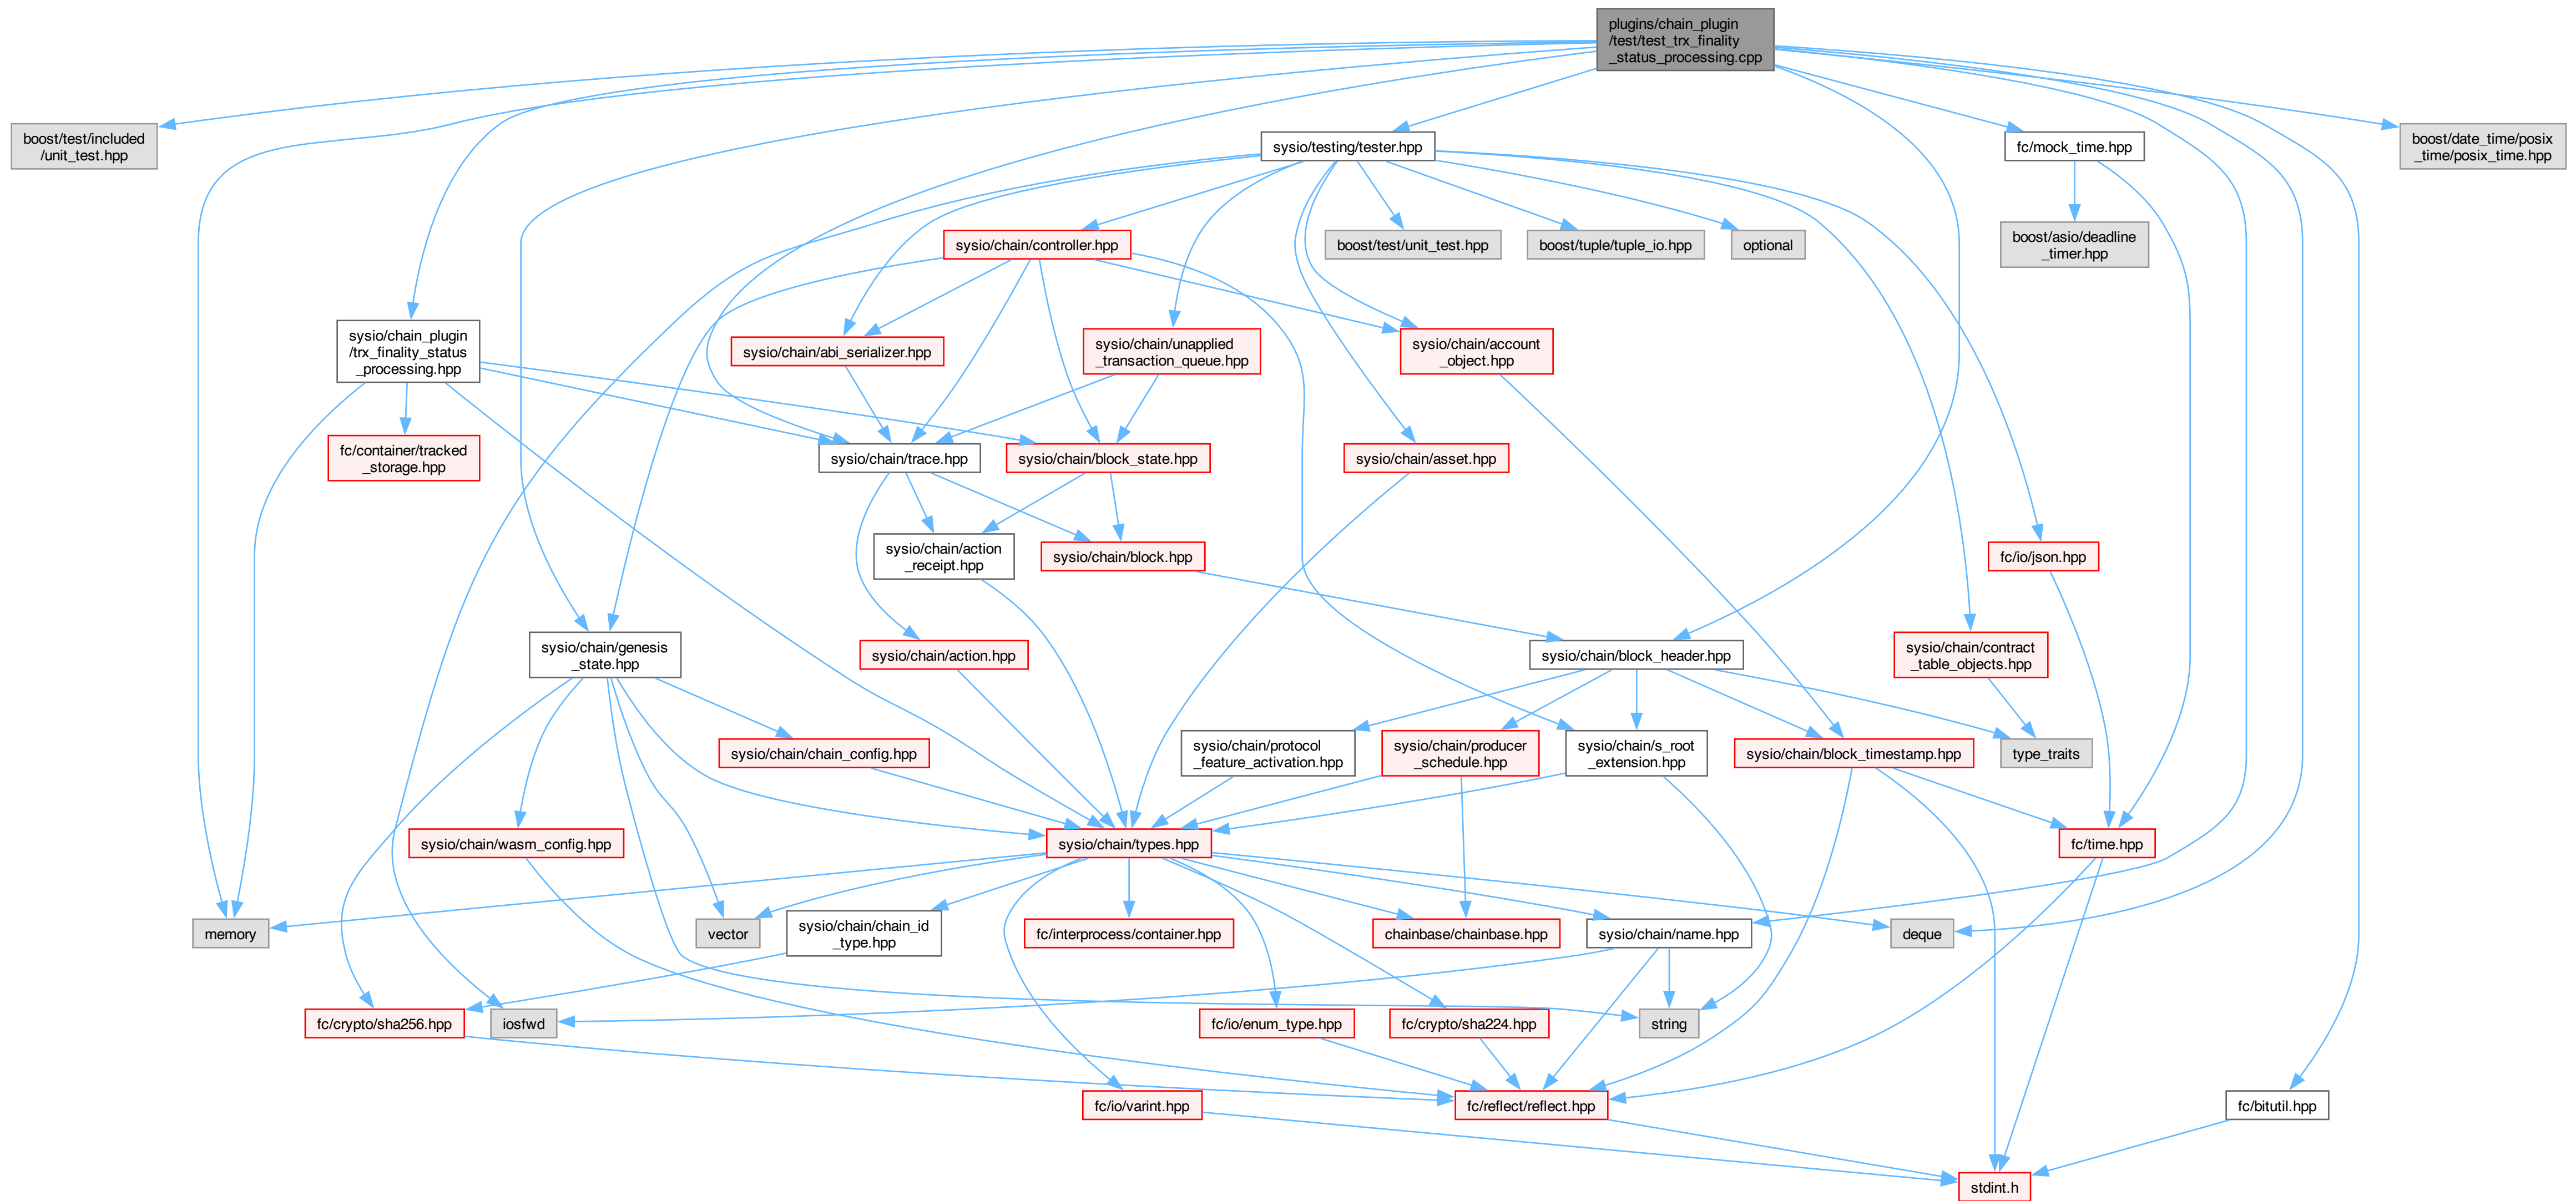 plugins/chain_plugin
/test/test_trx_finality
_status_processing.cpp
boost/test/included
/unit_test.hpp
sysio/testing/tester.hpp
fc/mock_time.hpp
boost/date_time/posix
_time/posix_time.hpp
sysio/chain/controller.hpp
boost/test/unit_test.hpp
boost/tuple/tuple_io.hpp
optional
boost/asio/deadline
_timer.hpp
sysio/chain_plugin
/trx_finality_status
_processing.hpp
sysio/chain/abi_serializer.hpp
sysio/chain/unapplied
_transaction_queue.hpp
sysio/chain/account
_object.hpp
fc/container/tracked
_storage.hpp
sysio/chain/trace.hpp
sysio/chain/block_state.hpp
sysio/chain/asset.hpp
sysio/chain/action
_receipt.hpp
sysio/chain/block.hpp
fc/io/json.hpp
sysio/chain/genesis
_state.hpp
sysio/chain/action.hpp
sysio/chain/block_header.hpp
sysio/chain/contract
_table_objects.hpp
sysio/chain/chain_config.hpp
sysio/chain/protocol
_feature_activation.hpp
sysio/chain/producer
_schedule.hpp
sysio/chain/s_root
_extension.hpp
sysio/chain/block_timestamp.hpp
type_traits
sysio/chain/wasm_config.hpp
sysio/chain/types.hpp
fc/time.hpp
memory
vector
sysio/chain/chain_id
_type.hpp
fc/interprocess/container.hpp
chainbase/chainbase.hpp
sysio/chain/name.hpp
deque
fc/crypto/sha256.hpp
iosfwd
fc/io/enum_type.hpp
fc/crypto/sha224.hpp
string
fc/io/varint.hpp
fc/reflect/reflect.hpp
fc/bitutil.hpp
stdint.h